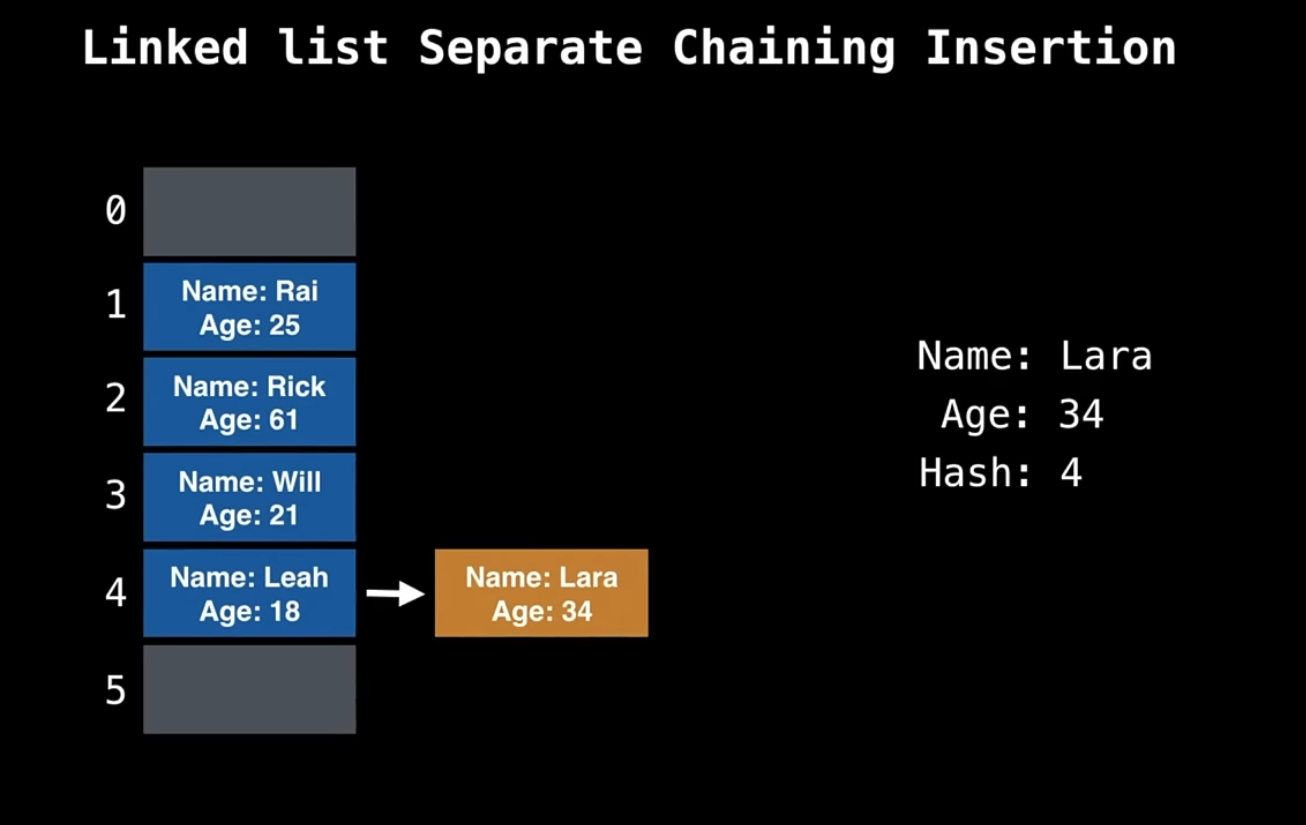 Linked list Separate Chaining Insertion
0
1
Name: Rai
Age: 25
2
Name: Rick
Age: 61
3
Name: Will
Age: 21
4
Name: Leah
Age: 18
Name: Lara
Age: 34
5
Name: Lara
Age: 34
Hash: 4